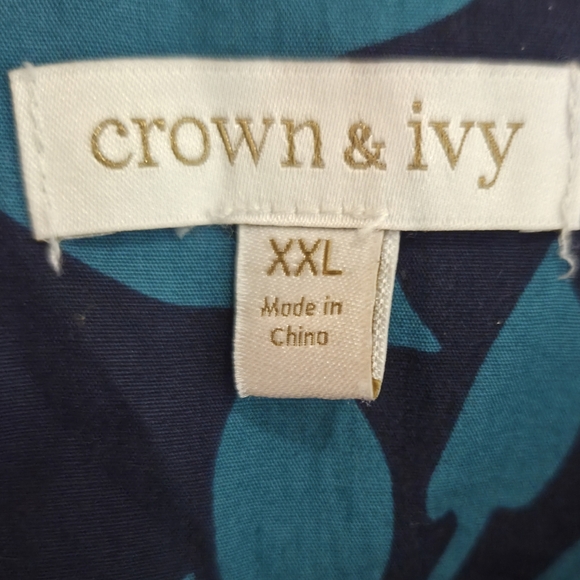 crown & ivy
XXL
Made in
China